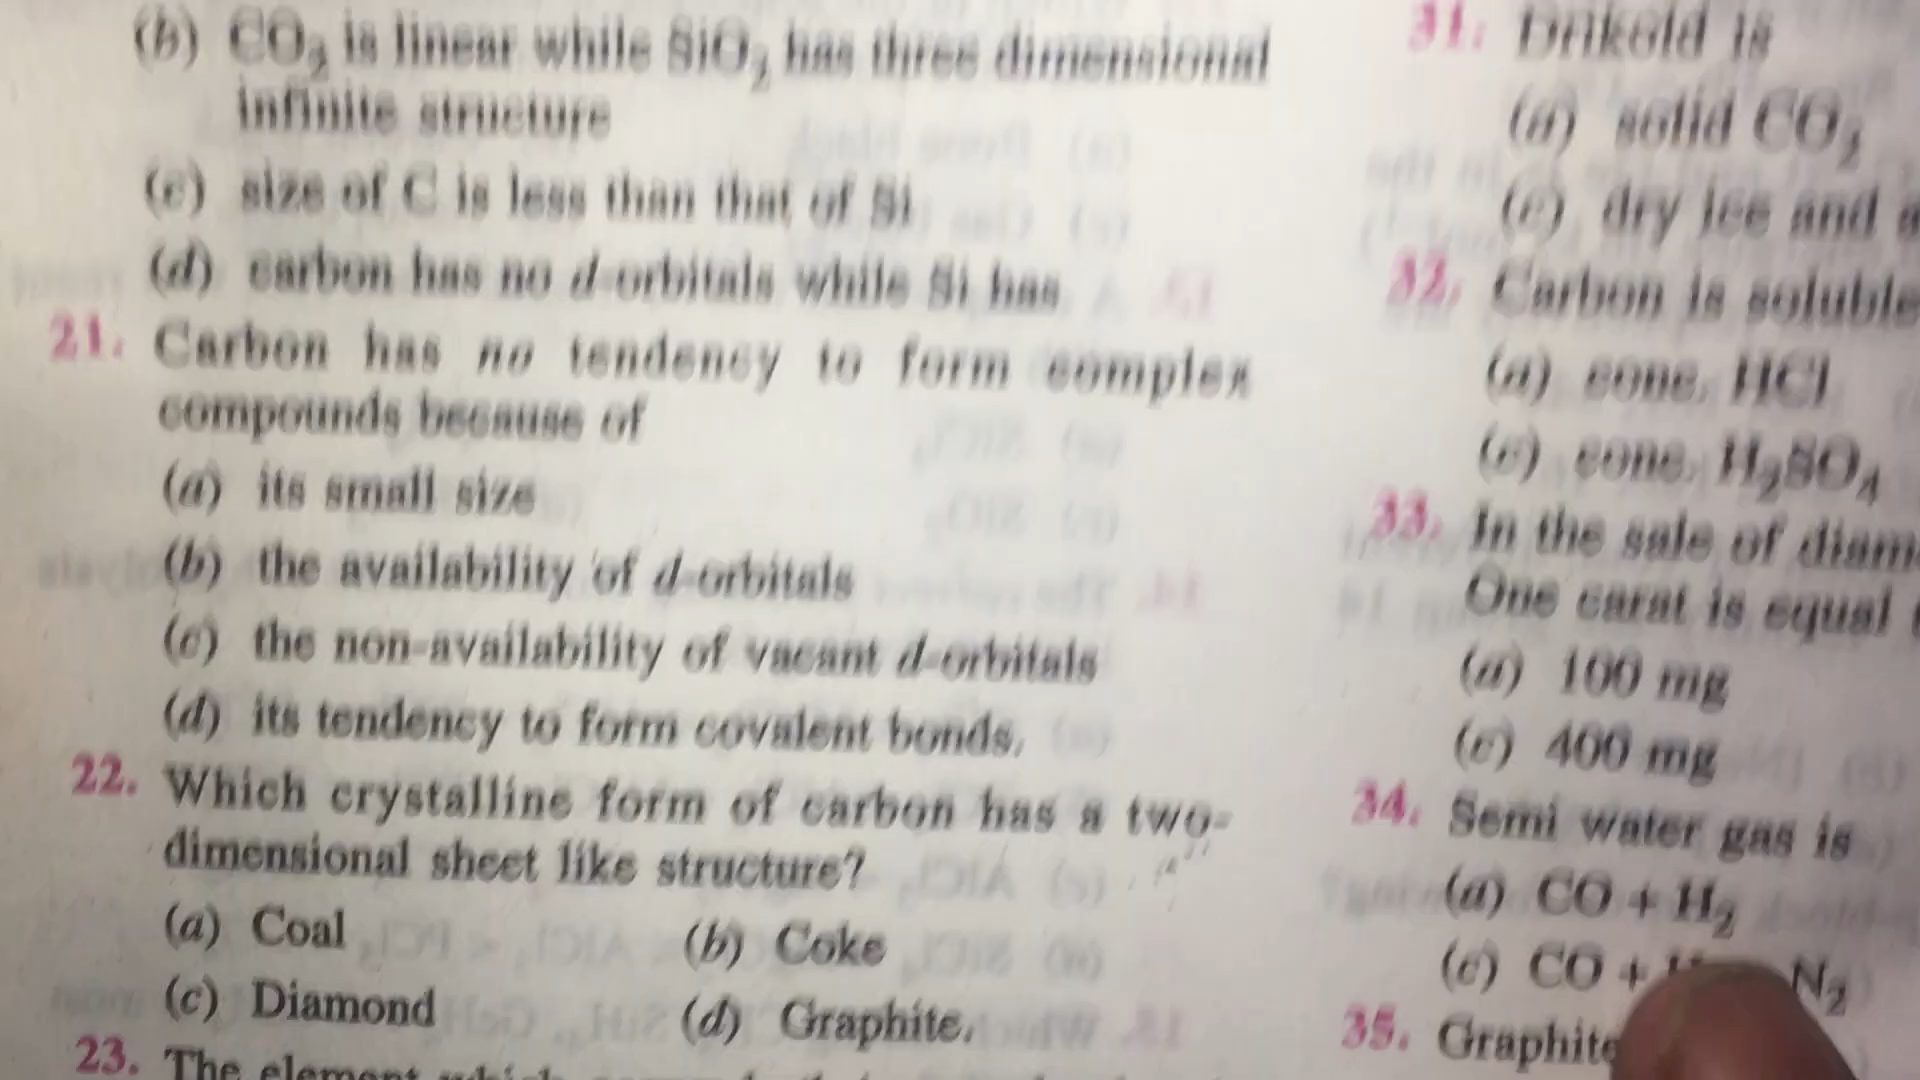 (b) CO2 is linear while SiO2 has three dimensional
infinite structure
(c) size of C is less than that of Si
(d) carbon has no d-orbitals while Si has
21. Carbon has no tendency to form complex
compounds because of
(a) its small size
(b) the availability of d-orbitals
(c) the non-availability of vacant d-orbitals
(d) its tendency to form covalent bonds.
22. Which crystalline form of carbon has a two-
dimensional sheet like structure?
(a) Coal (b) Coke
(c) Diamond (d) Graphite.
23. The element which
31. Drikold is
(a) solid CO2
(c) dry ice and
32. Carbon is soluble
(a) conc. HCl
(c) conc. H2SO4
33. In the sale of
One carat is equal
(a) 100 mg
(c) 400 mg
34. Semi water gas is
(a) CO + H2
(c) CO + N2
35. Graphite